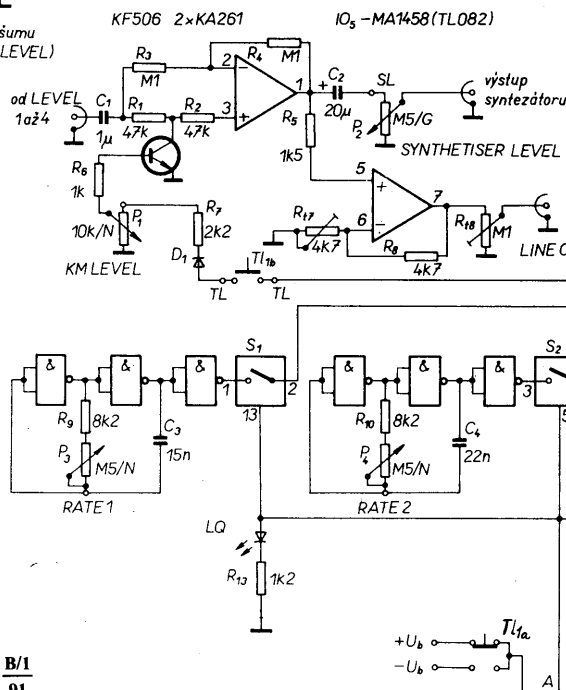 šumu
LEVEL)
KF506 2×KA261
IO5 -MA1458(TL082)
R3
M1
R4
M1
2
−
1
3
+
od LEVEL
1až4
C1
1μ
R1
47k
R2
47k
+
C2
20μ
SL
M5/G
P2
výstup
syntezátoru
SYNTHETISER LEVEL
R5
1k5
R6
1k
P1
10k/N
KM LEVEL
R7
2k2
D1
Tl1b
TL
TL
5
+
6
−
7
Rt7
4k7
R8
4k7
Rt8
M1
LINE
&
&
&
1
S1
2
13
R9
8k2
P3
M5/N
C3
15n
RATE 1
&
&
&
3
S2
5
R10
8k2
P4
M5/N
C4
22n
RATE 2
LQ
R13
1k2
+Ub
−Ub
Tl1a
A
B/1
91